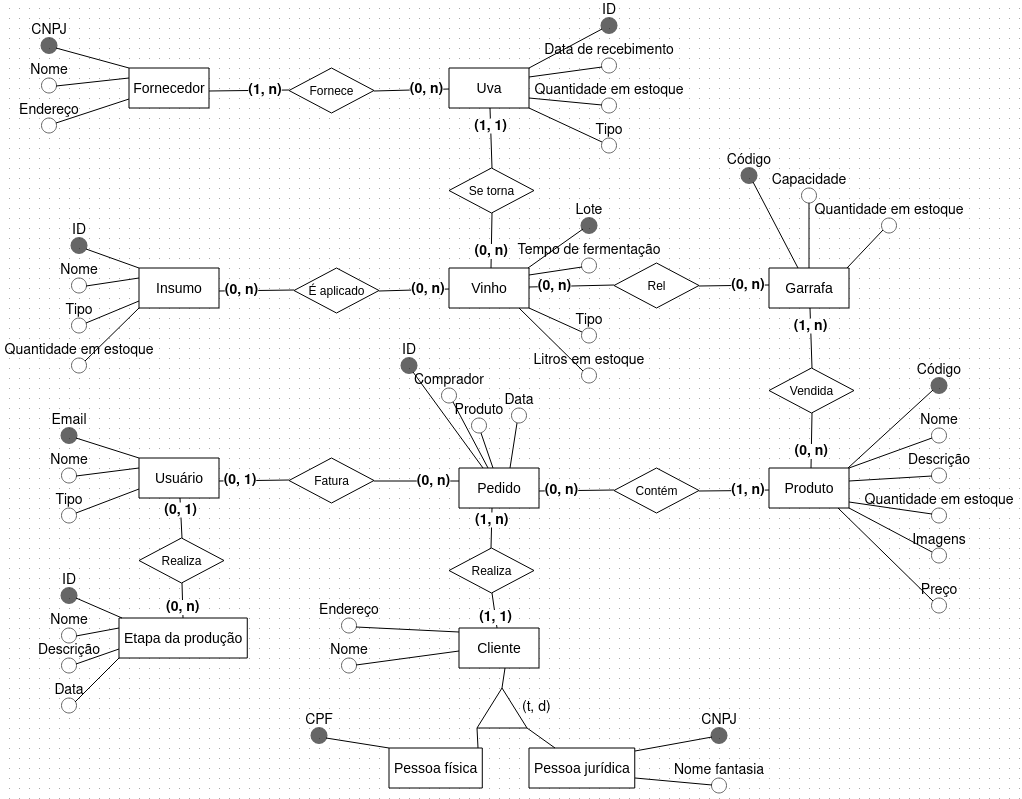 ID
CNPJ
Data de recebimento
Nome
Fornecedor
(1, n)
Fornece
(0, n)
Uva
Quantidade em estoque
Endereço
(1, 1)
Tipo
Código
Capacidade
Se torna
Lote
Quantidade em estoque
ID
(0, n)
Tempo de fermentação
Nome
Insumo
(0, n)
É aplicado
(0, n)
Vinho
(0, n)
Rel
(0, n)
Garrafa
Tipo
Tipo
(1, n)
Quantidade em estoque
ID
Litros em estoque
Comprador
Código
Vendida
Produto
Data
Email
Nome
(0, n)
Nome
Descrição
Usuário
(0, 1)
Fatura
(0, n)
Pedido
(0, n)
Contém
(1, n)
Produto
Tipo
Quantidade em estoque
(0, 1)
(1, n)
Imagens
Realiza
Realiza
ID
Preço
(0, n)
Endereço
(1, 1)
Nome
Etapa da produção
Descrição
Nome
Cliente
Data
(t, d)
CPF
CNPJ
Pessoa física
Pessoa jurídica
Nome fantasia